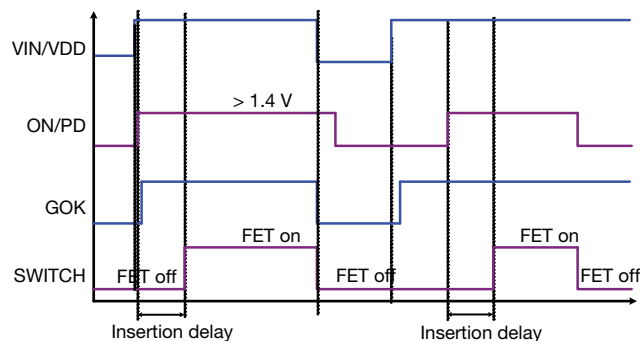 VIN/VDD
> 1.4 V
ON/PD
GOK
FET on
FET on
SWITCH
FET off
FET off
FET off
Insertion delay
Insertion delay